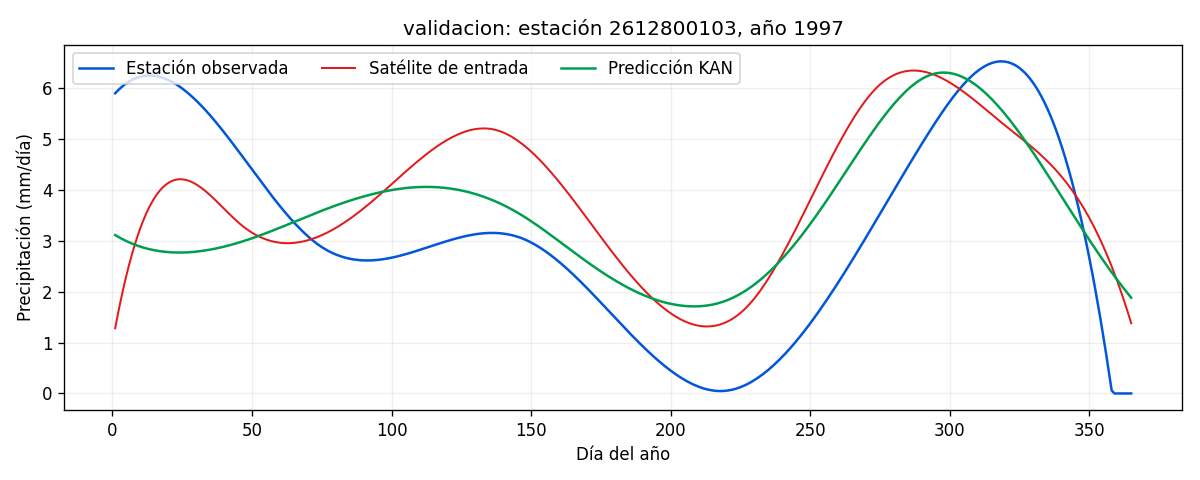 validacion: estación 2612800103, año 1997
Estación observada
Satélite de entrada
Predicción KAN
Precipitación (mm/día)
6
5
4
3
2
1
0
0 50 100 150 200 250 300 350
Día del año